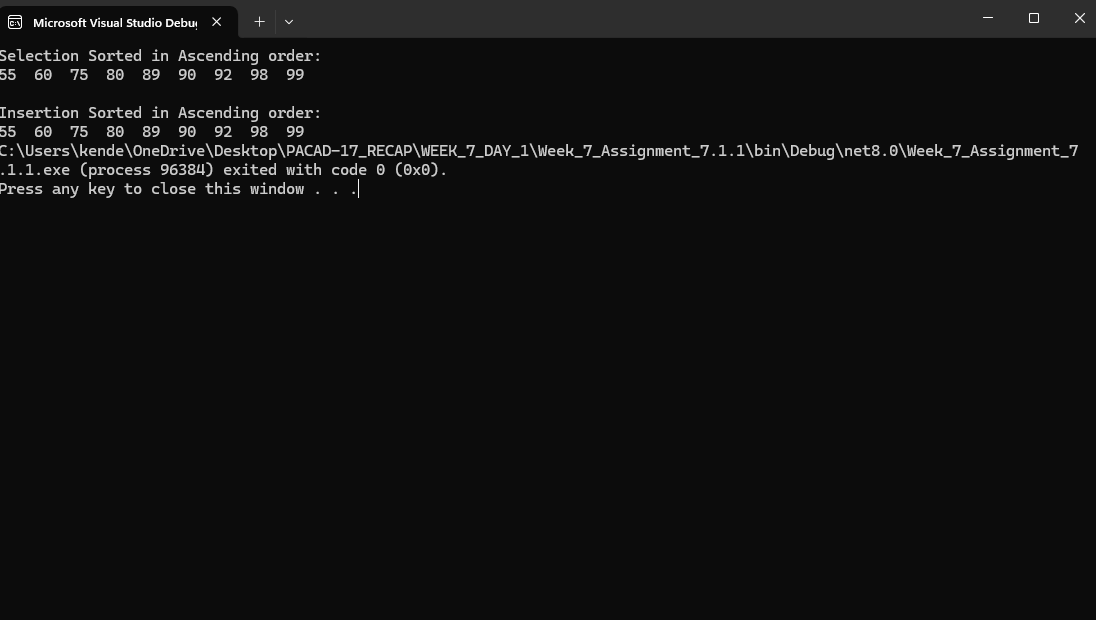 Microsoft Visual Studio Debu
Selection Sorted in Ascending order:
55  60  75  80  89  90  92  98  99
Insertion Sorted in Ascending order:
55  60  75  80  89  90  92  98  99
C:\Users\kende\OneDrive\Desktop\PACAD-17_RECAP\WEEK_7_DAY_1\Week_7_Assignment_7.1.1\bin\Debug\net8.0\Week_7_Assignment_7
.1.1.exe (process 96384) exited with code 0 (0x0).
Press any key to close this window . . .